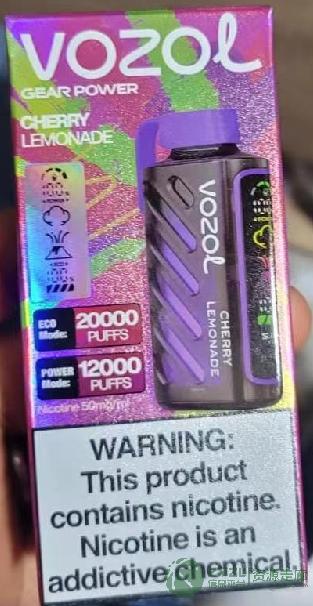 VOZOL
GEAR POWER
CHERRY
LEMONADE
ECO
Mode:
20000
PUFFS
POWER
Mode:
12000
PUFFS
Nicotine 50mg/ml
VOZOL
CHERRY
LEMONADE
WARNING:
This product
contains nicotine.
Nicotine is an
addictive chemical